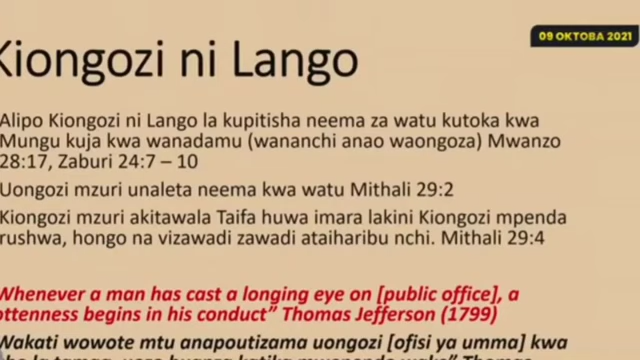 09 OKTOBA 2021
Kiongozi ni Lango
Alipo Kiongozi ni Lango la kupitisha neema za watu kutoka kwa
Mungu kuja kwa wanadamu (wananchi anao waongoza) Mwanzo
28:17, Zaburi 24:7 – 10
Uongozi mzuri unaleta neema kwa watu Mithali 29:2
Kiongozi mzuri akitawala Taifa huwa imara lakini Kiongozi mpenda
rushwa, hongo na vizawadi zawadi ataiharibu nchi. Mithali 29:4
Whenever a man has cast a longing eye on [public office], a
ottenness begins in his conduct” Thomas Jefferson (1799)
Wakati wowote mtu anapoutizama uongozi [ofisi ya umma] kwa